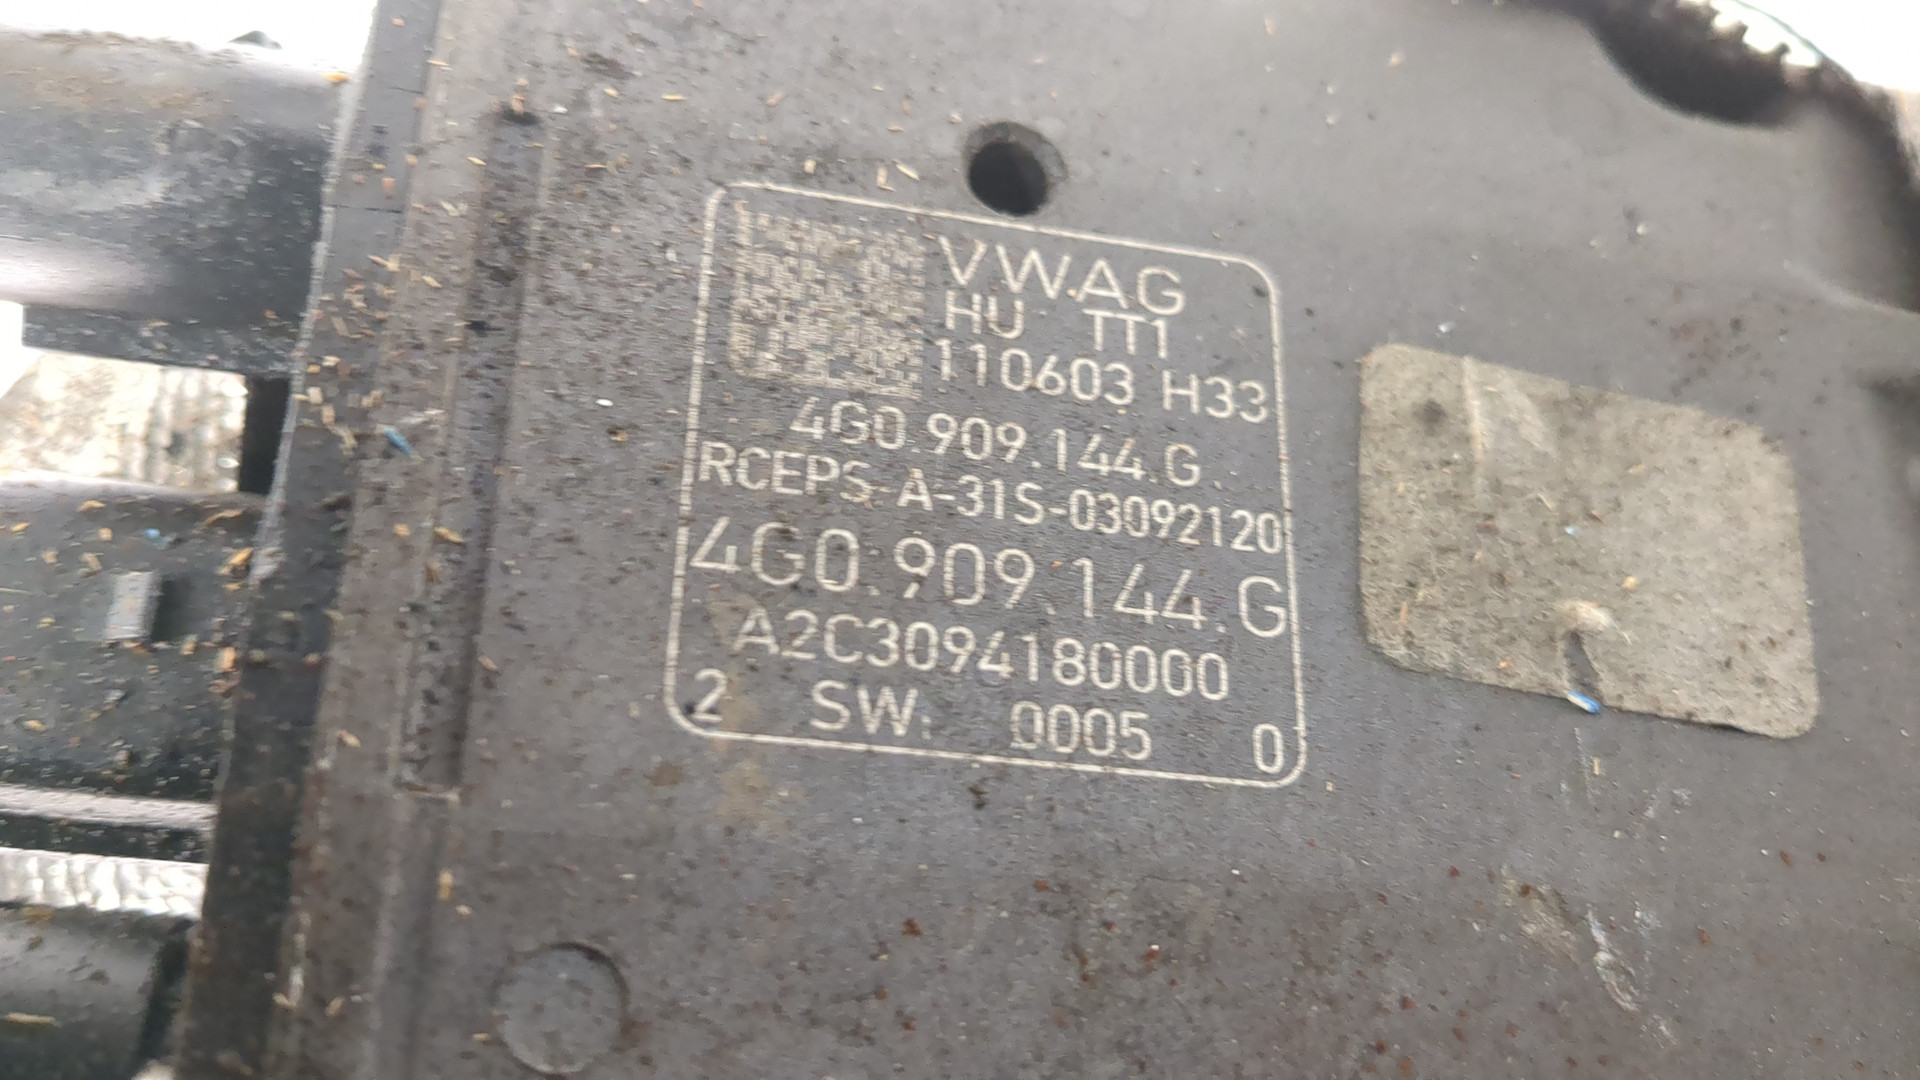 VWAG
HU TT1
110603 H33
4G0.909.144.G
RCEPS-A-31S-03092120
4G0.909.144.G
A2C3094180000
2 SW: 0005 0